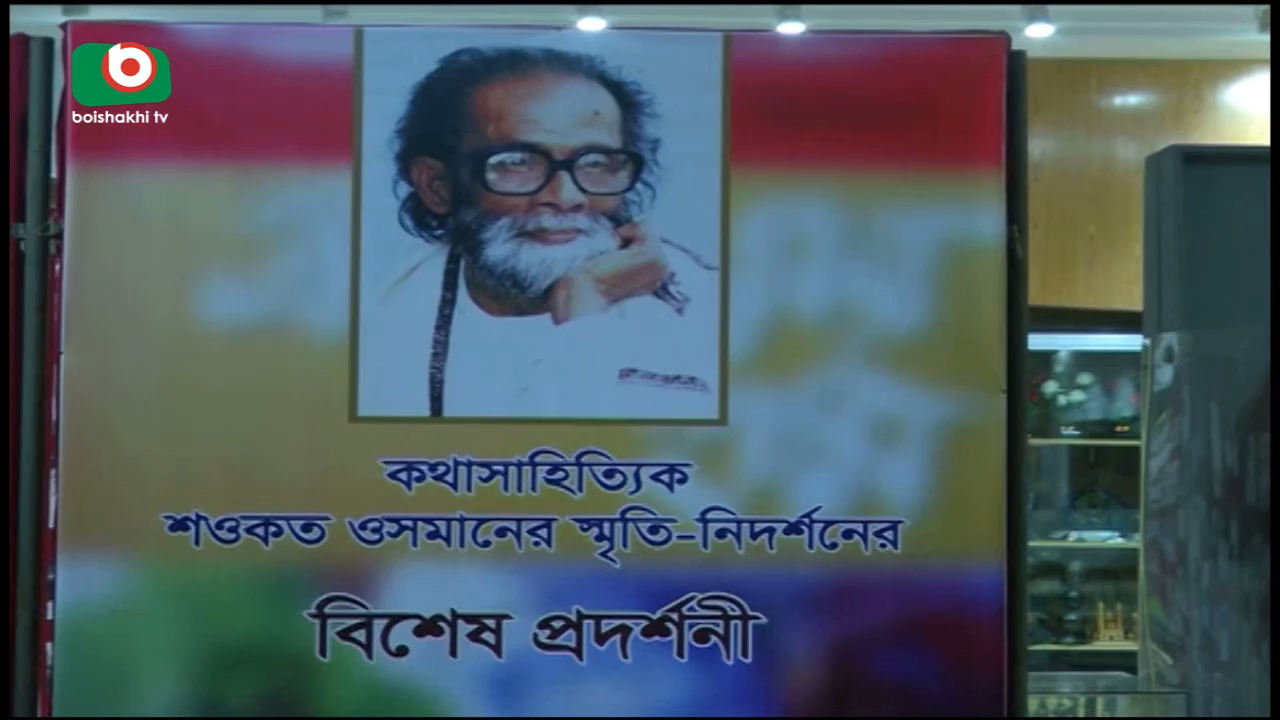 boishakhi tv
কথাসাহিত্যিক
শওকত ওসমানের স্মৃতি-নিদর্শনের
বিশেষ প্রদর্শনী